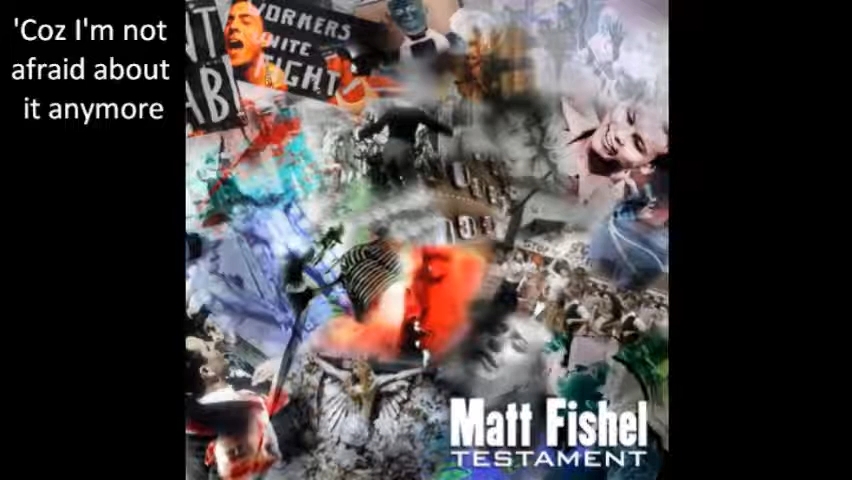 'Coz I'm not
afraid about
it anymore
WORKERS
UNITE
FIGHT
Matt Fishel
TESTAMENT